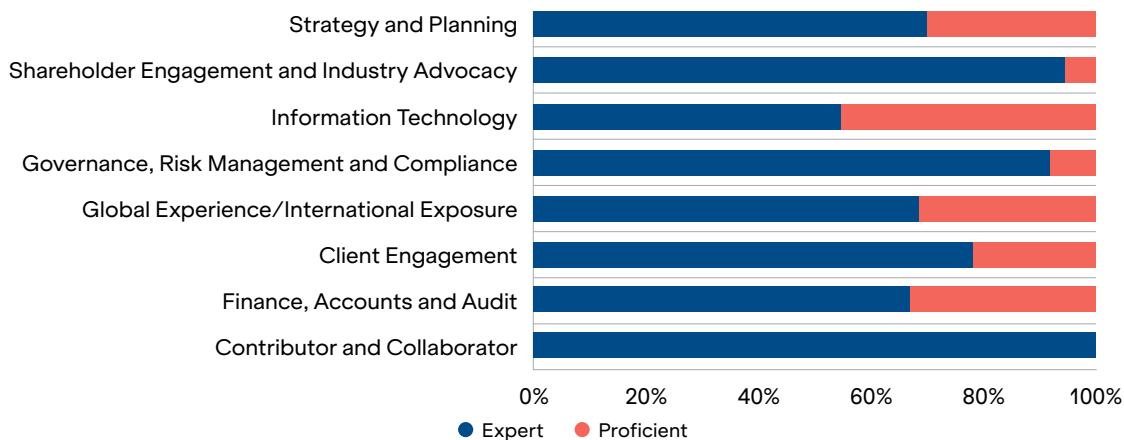 Strategy and Planning
Shareholder Engagement and Industry Advocacy
Information Technology
Governance, Risk Management and Compliance
Global Experience/International Exposure
Client Engagement
Finance, Accounts and Audit
Contributor and Collaborator
0% 20% 40% 60% 80% 100%
Expert Proficient